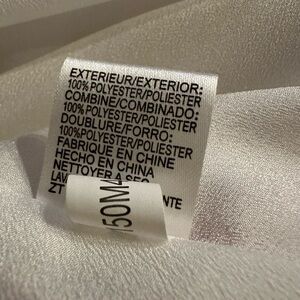 EXTERIEUR/EXTERIOR:
100%POLYESTER/POLIESTER
COMBINE/COMBINADO:
100%POLYESTER/POLIESTER
DOUBLURE/FORRO:
100%POLYESTER/POLIESTER
FABRIQUE EN CHINE
HECHO EN CHINA
NETTOYER A SEC
ZT